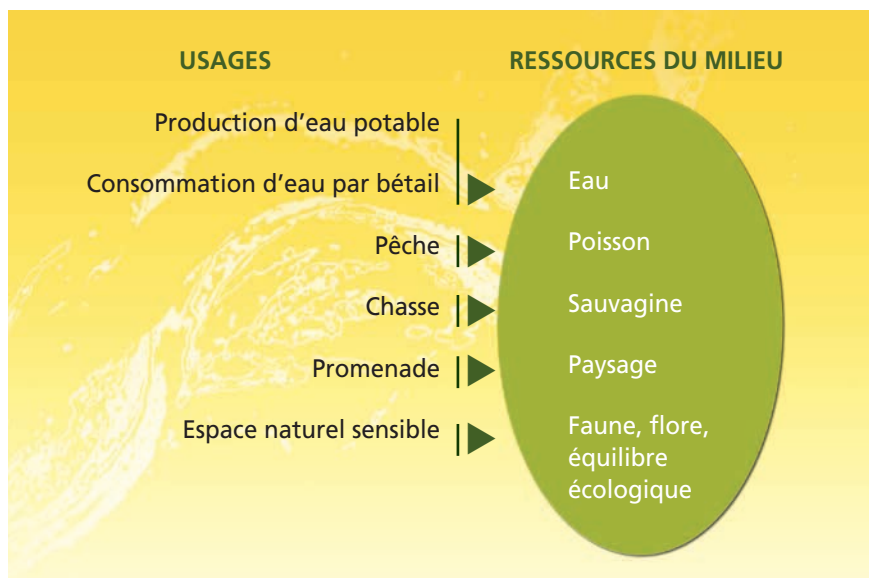 USAGES
RESSOURCES DU MILIEU
Production d’eau potable
Consommation d’eau par bétail
Eau
Pêche
Poisson
Chasse
Sauvagine
Promenade
Paysage
Espace naturel sensible
Faune, flore,
équilibre
écologique